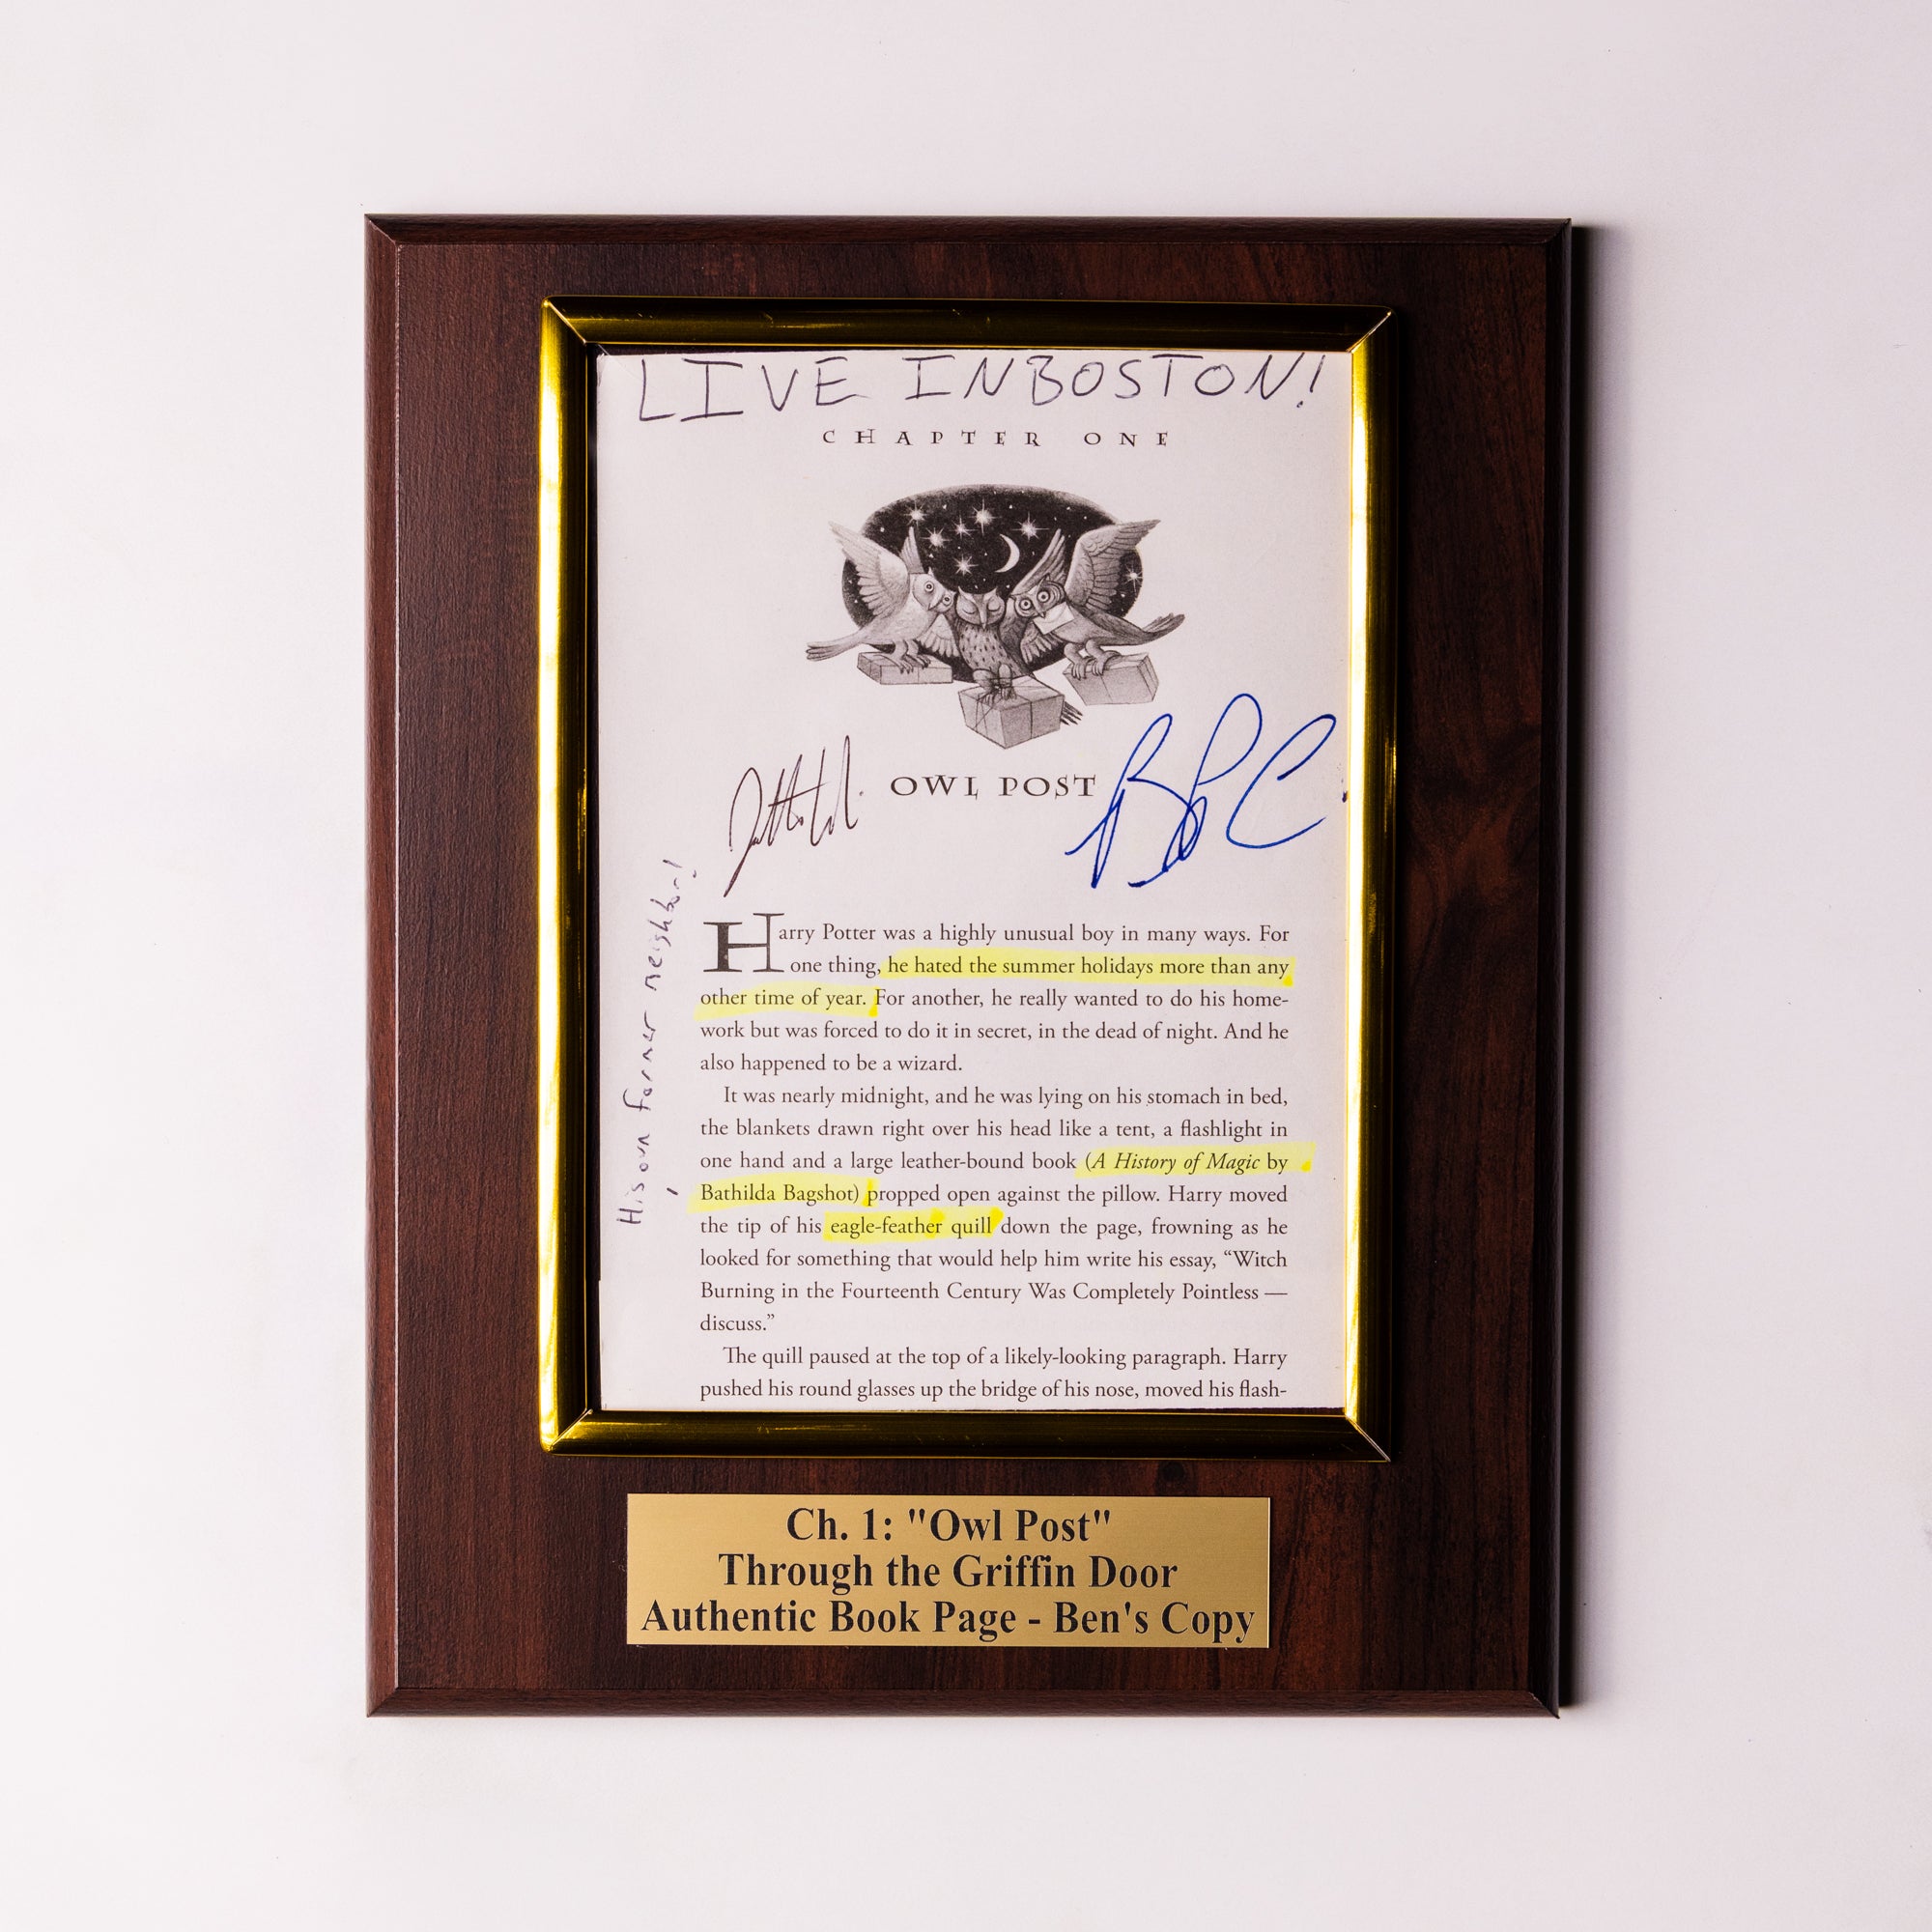 LIVE IN BOSTON!
CHAPTER ONE
OWL POST
BPC
His own former neighbor!
Harry Potter was a highly unusual boy in many ways. For
one thing, he hated the summer holidays more than any
other time of year. For another, he really wanted to do his home-
work but was forced to do it in secret, in the dead of night. And he
also happened to be a wizard.
It was nearly midnight, and he was lying on his stomach in bed,
the blankets drawn right over his head like a tent, a flashlight in
one hand and a large leather-bound book (A History of Magic by
Bathilda Bagshot) propped open against the pillow. Harry moved
the tip of his eagle-feather quill down the page, frowning as he
looked for something that would help him write his essay, “Witch
Burning in the Fourteenth Century Was Completely Pointless —
discuss.”
The quill paused at the top of a likely-looking paragraph. Harry
pushed his round glasses up the bridge of his nose, moved his flash-
Ch. 1: "Owl Post"
Through the Griffin Door
Authentic Book Page - Ben's Copy